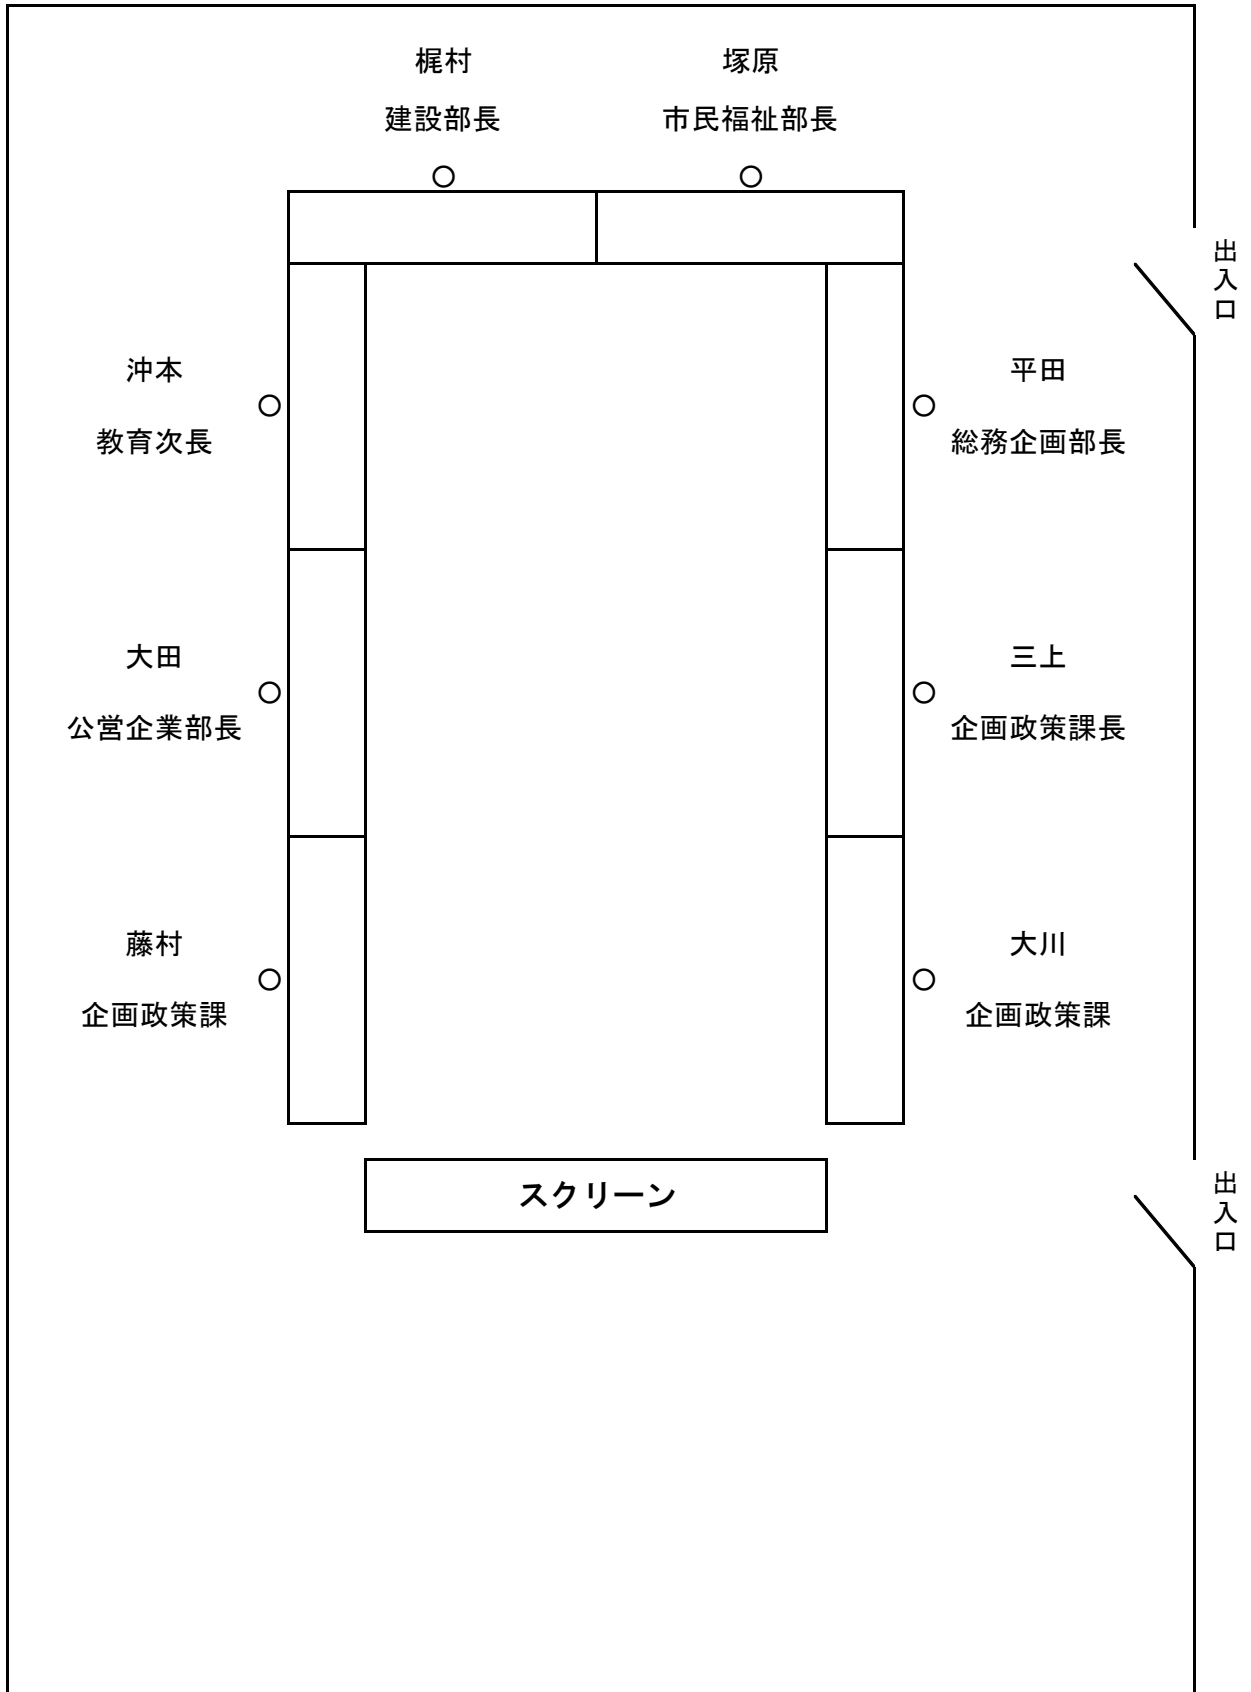 梶村
建設部長
塚原
市民福祉部長
出入口
沖本
教育次長
平田
総務企画部長
大田
公営企業部長
三上
企画政策課長
藤村
企画政策課
大川
企画政策課
スクリーン
出入口